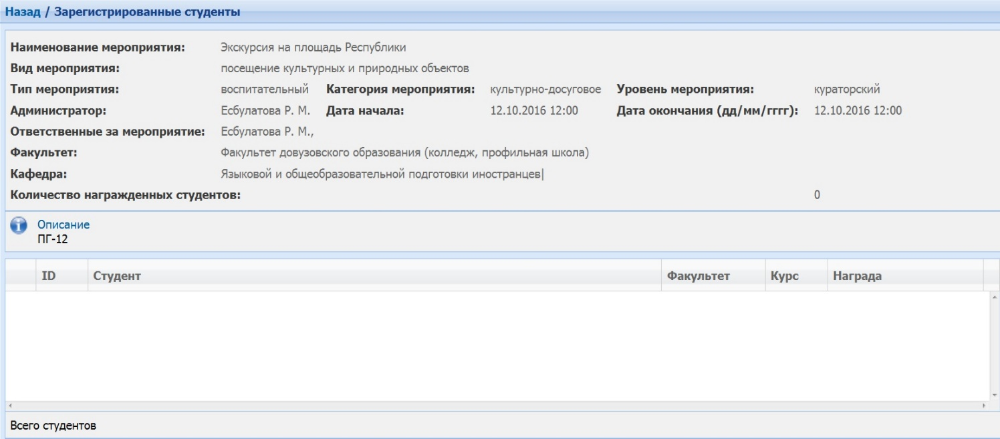 Назад / Зарегистрированные студенты
Наименование мероприятия: Экскурсия на площадь Республики
Вид мероприятия: посещение культурных и природных объектов
Тип мероприятия: воспитательный Категория мероприятия: культурно-досуговое Уровень мероприятия: кураторский
Администратор: Есбулатова Р. М. Дата начала: 12.10.2016 12:00 Дата окончания (дд/мм/гггг): 12.10.2016 12:00
Ответственные за мероприятие: Есбулатова Р. М.,
Факультет: Факультет довузовского образования (колледж, профильная школа)
Кафедра: Языковой и общеобразовательной подготовки иностранцев|
Количество награжденных студентов: 0
Описание
ПГ-12
ID Студент Факультет Курс Награда
Всего студентов